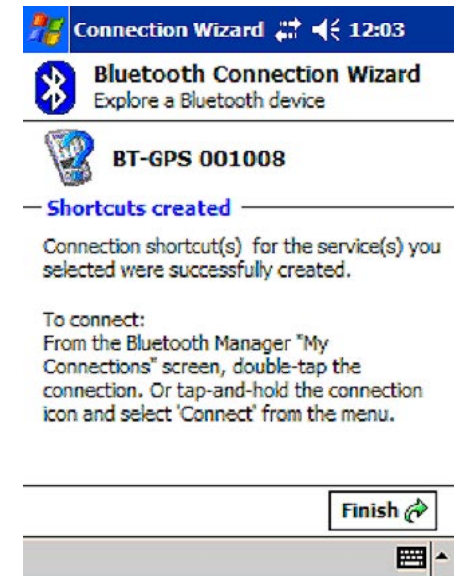 Connection Wizard 12:03
Bluetooth Connection Wizard
Explore a Bluetooth device
BT-GPS 001008
Shortcuts created
Connection shortcut(s) for the service(s) you
selected were successfully created.
To connect:
From the Bluetooth Manager "My
Connections" screen, double-tap the
connection. Or tap-and-hold the connection
icon and select 'Connect' from the menu.
Finish